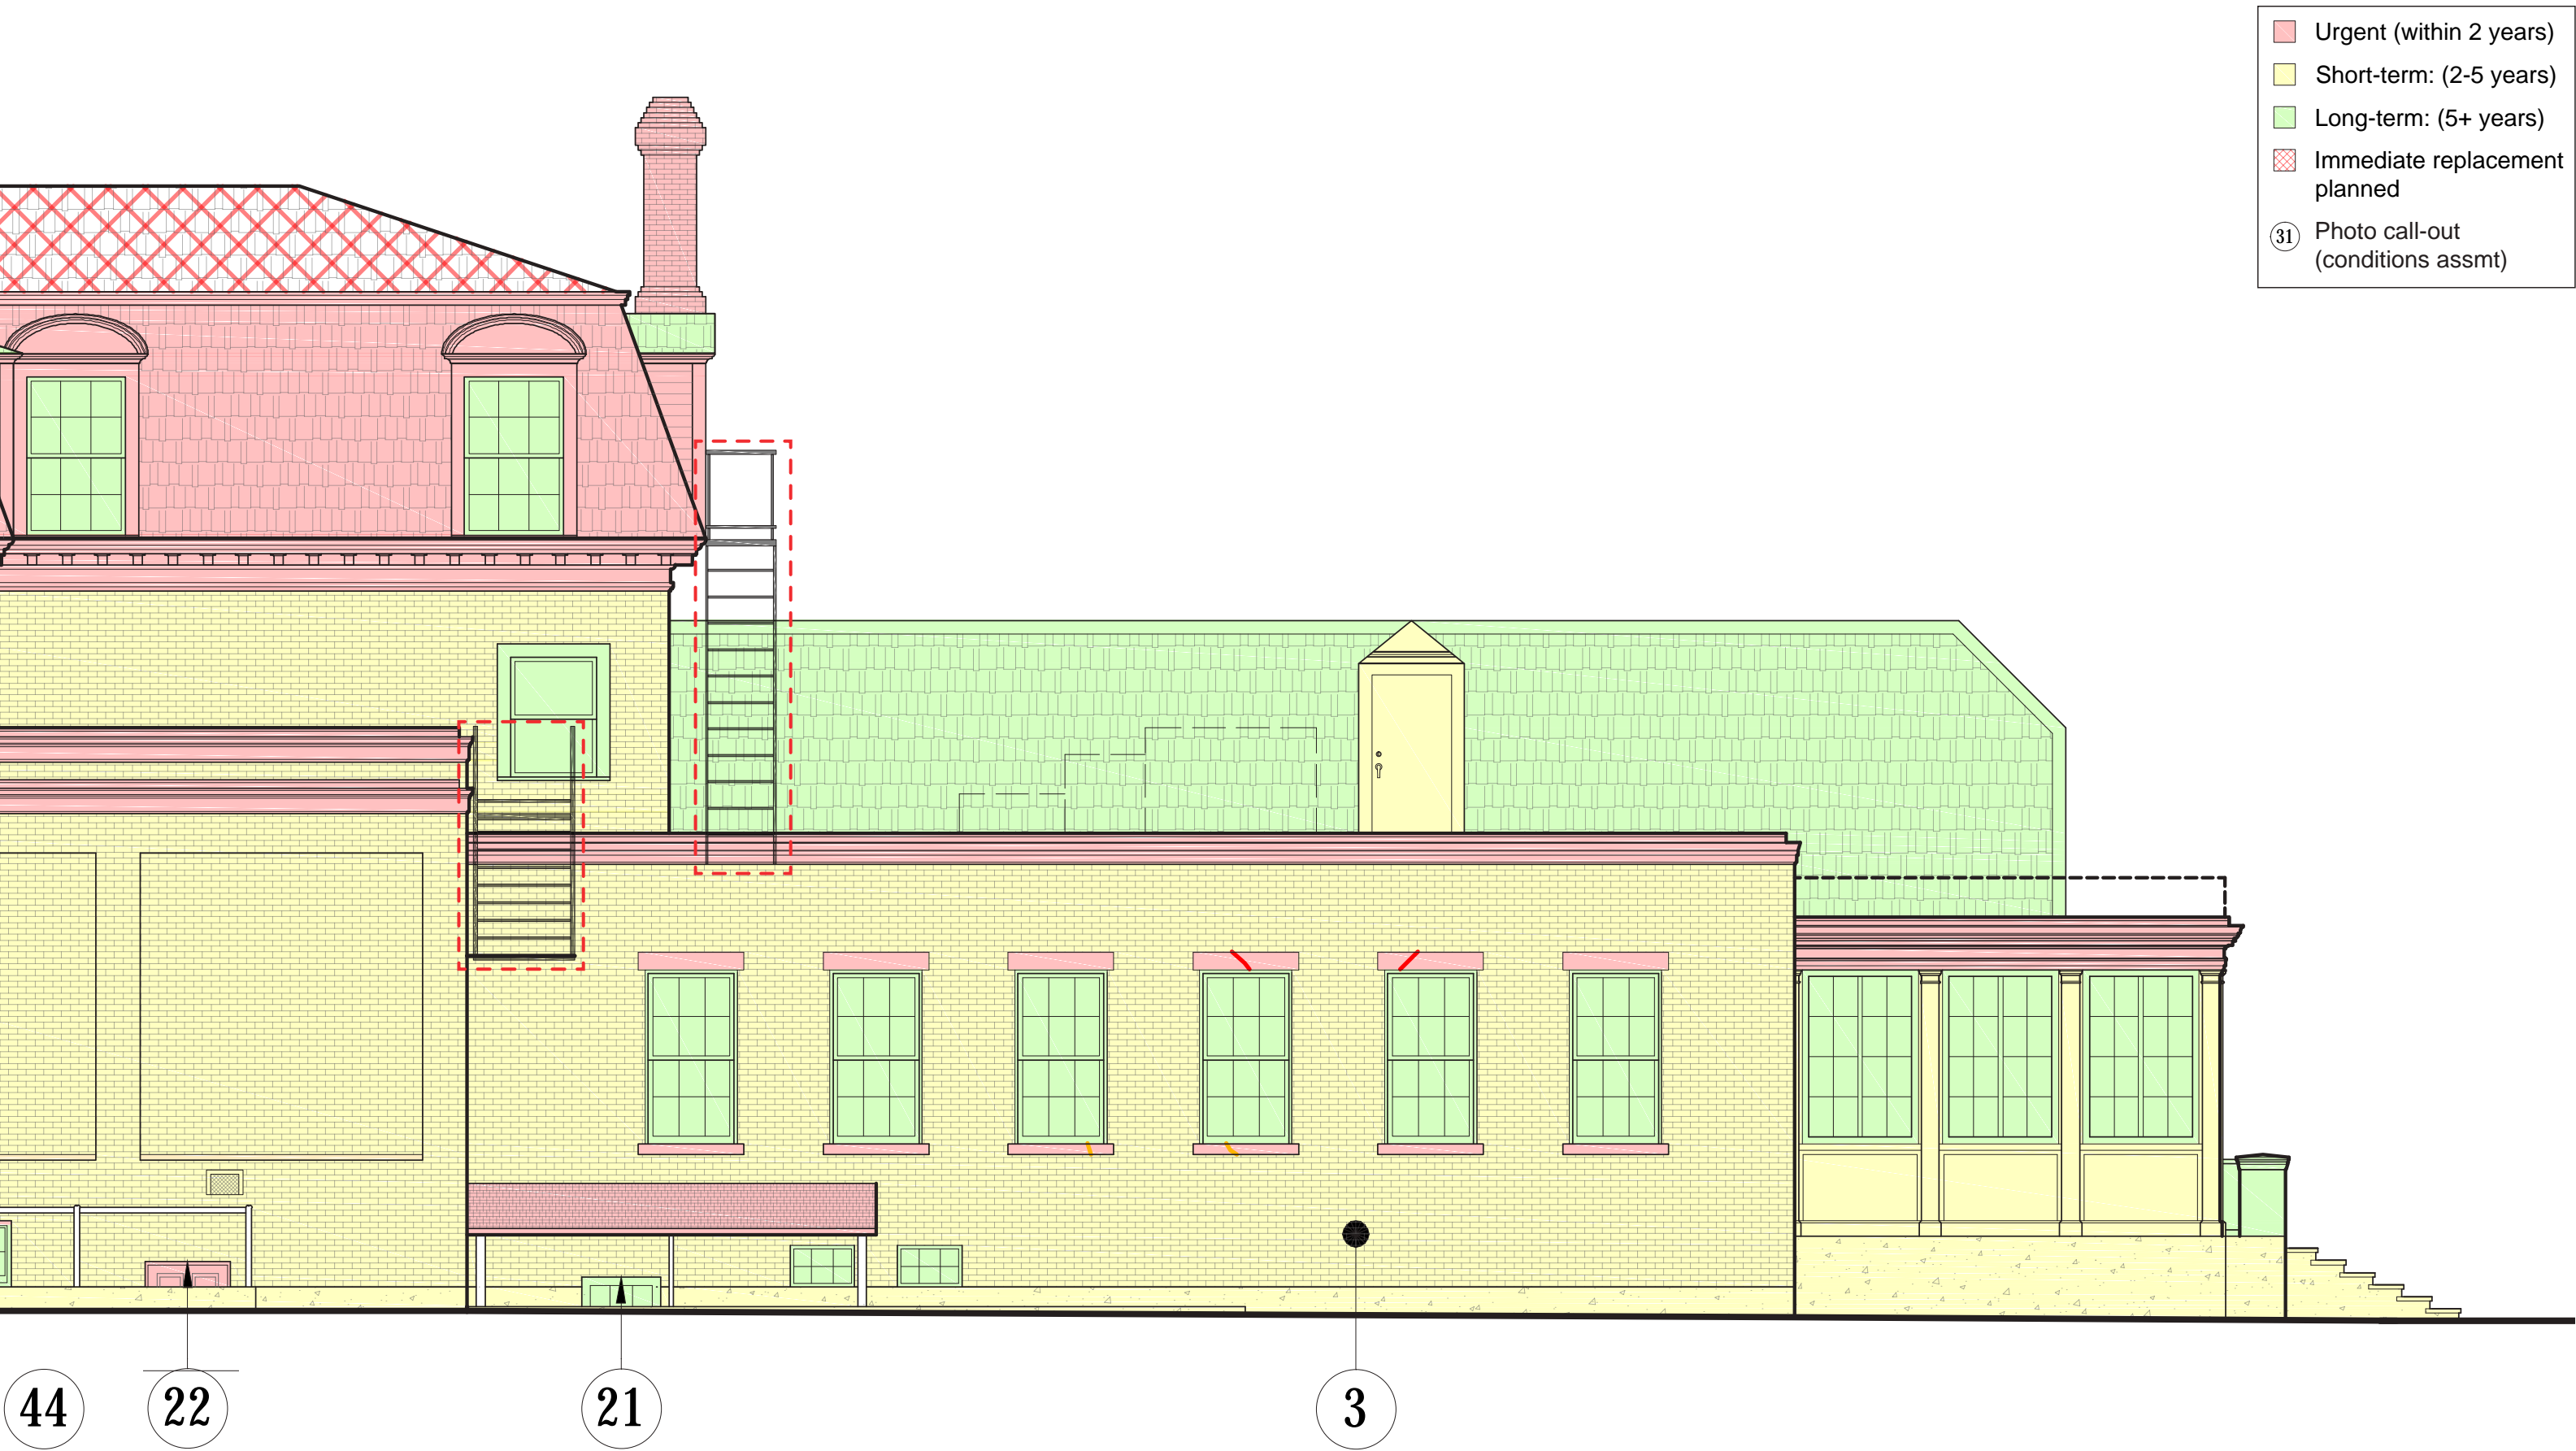 Urgent (within 2 years)
Short-term: (2-5 years)
Long-term: (5+ years)
Immediate replacement
planned
31 Photo call-out
(conditions assmt)
44 22 21 3